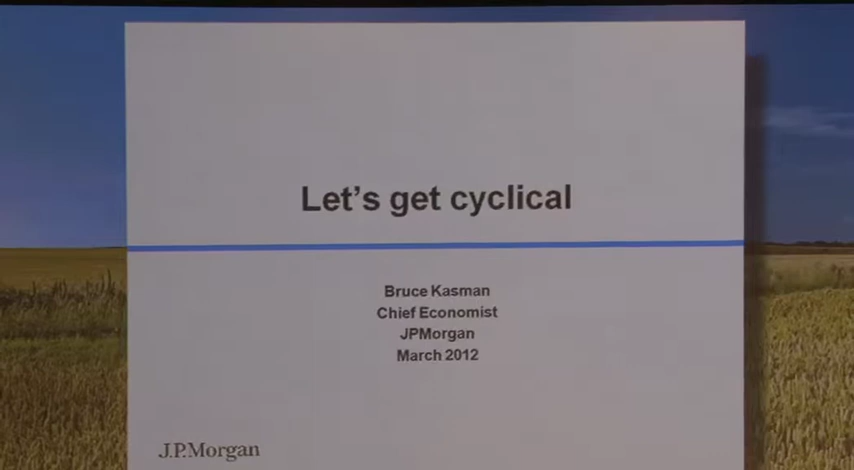 Let's get cyclical
Bruce Kasman
Chief Economist
JPMorgan
March 2012
J.P.Morgan